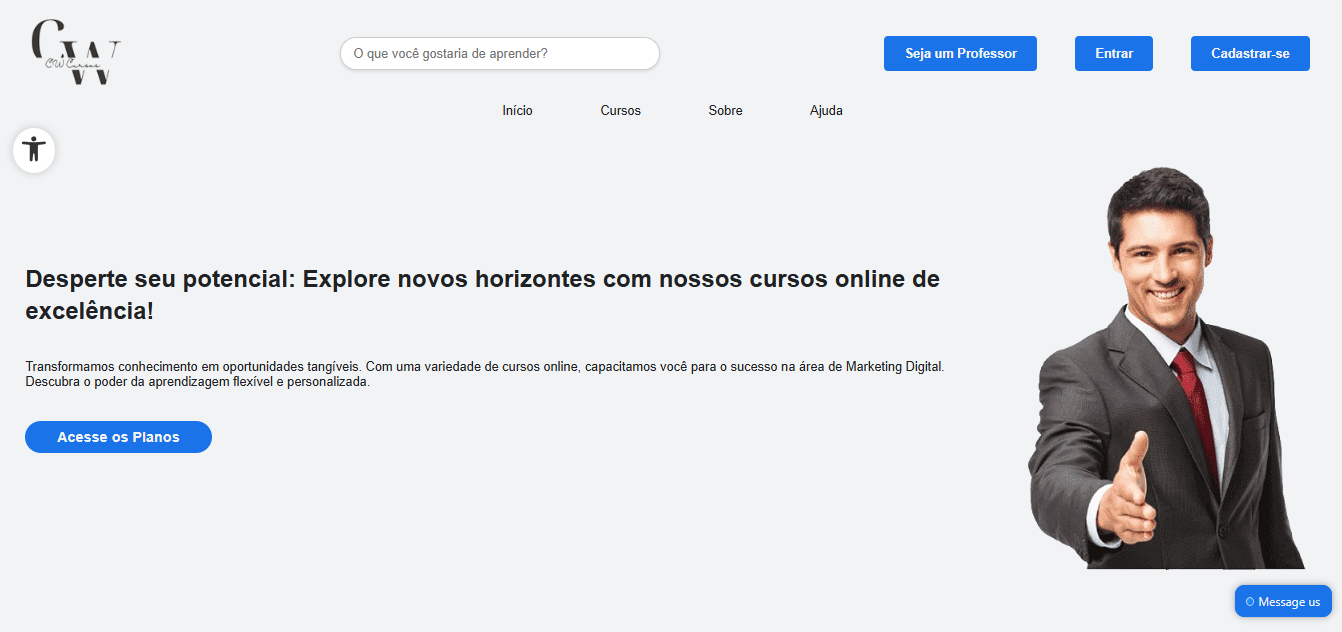 CW
CW Cursos
O que você gostaria de aprender?
Seja um Professor
Entrar
Cadastrar-se
Início
Cursos
Sobre
Ajuda
Desperte seu potencial: Explore novos horizontes com nossos cursos online de
excelência!
Transformamos conhecimento em oportunidades tangíveis. Com uma variedade de cursos online, capacitamos você para o sucesso na área de Marketing Digital.
Descubra o poder da aprendizagem flexível e personalizada.
Acesse os Planos
Message us